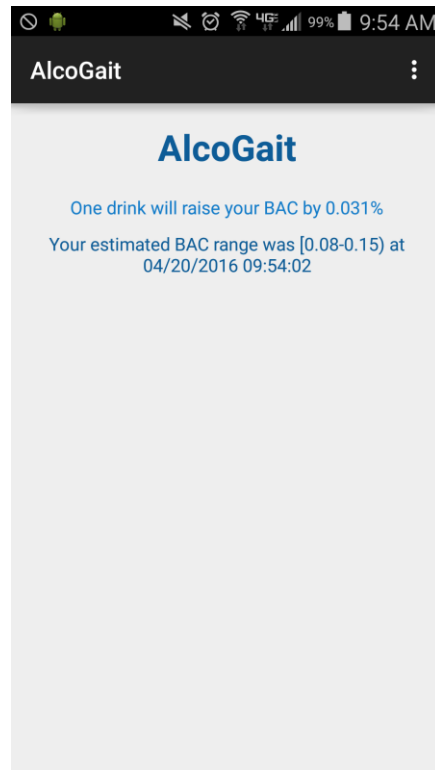 4GE 99% 9:54 AM
AlcoGait
AlcoGait
One drink will raise your BAC by 0.031%
Your estimated BAC range was [0.08-0.15) at
04/20/2016 09:54:02